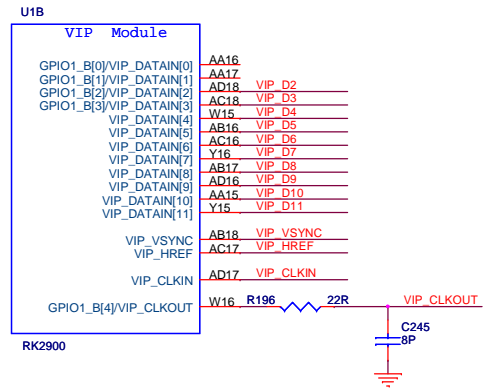 U1B
VIP Module
GPIO1_B[0]/VIP_DATAIN[0] AA16
GPIO1_B[1]/VIP_DATAIN[1] AA17
GPIO1_B[2]/VIP_DATAIN[2] AD18 VIP_D2
GPIO1_B[3]/VIP_DATAIN[3] AC18 VIP_D3
VIP_DATAIN[4] W15 VIP_D4
VIP_DATAIN[5] AB16 VIP_D5
VIP_DATAIN[6] AC16 VIP_D6
VIP_DATAIN[7] Y16 VIP_D7
VIP_DATAIN[8] AB17 VIP_D8
VIP_DATAIN[9] AD16 VIP_D9
VIP_DATAIN[10] AA15 VIP_D10
VIP_DATAIN[11] Y15 VIP_D11
VIP_VSYNC AB18 VIP_VSYNC
VIP_HREF AC17 VIP_HREF
VIP_CLKIN AD17 VIP_CLKIN
GPIO1_B[4]/VIP_CLKOUT W16 R196 22R VIP_CLKOUT
C245
8P
RK2900